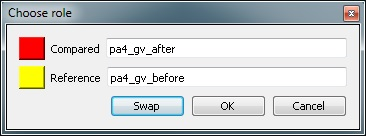 Choose role
Compared pa4_gv_after
Reference pa4_gv_before
Swap OK Cancel